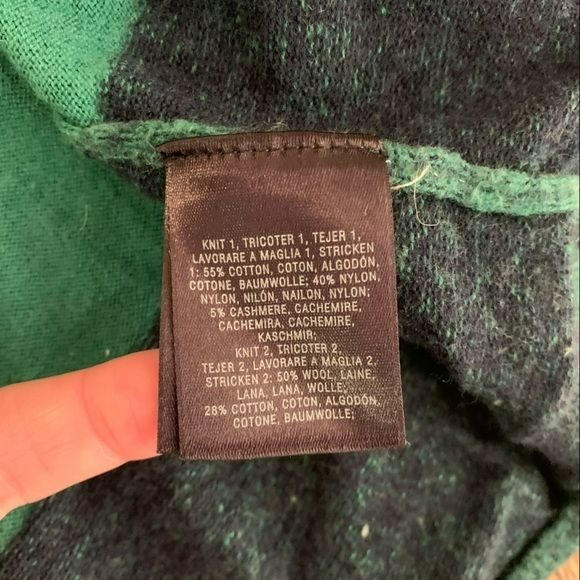 KNIT 1, TRICOTER 1, TEJER 1,
LAVORARE A MAGLIA 1, STRICKEN
1: 55% COTTON, COTON, ALGODÓN,
COTONE, BAUMWOLLE; 40% NYLON,
NYLON, NILÓN, NAILON, NYLON;
5% CASHMERE, CACHEMIRE,
CACHEMIRA, CACHEMIRE,
KASCHMIR;
KNIT 2, TRICOTER 2,
TEJER 2, LAVORARE A MAGLIA 2,
STRICKEN 2: 50% WOOL, LAINE,
LANA, LANA, WOLLE;
28% COTTON, COTON, ALGODÓN,
COTONE, BAUMWOLLE;